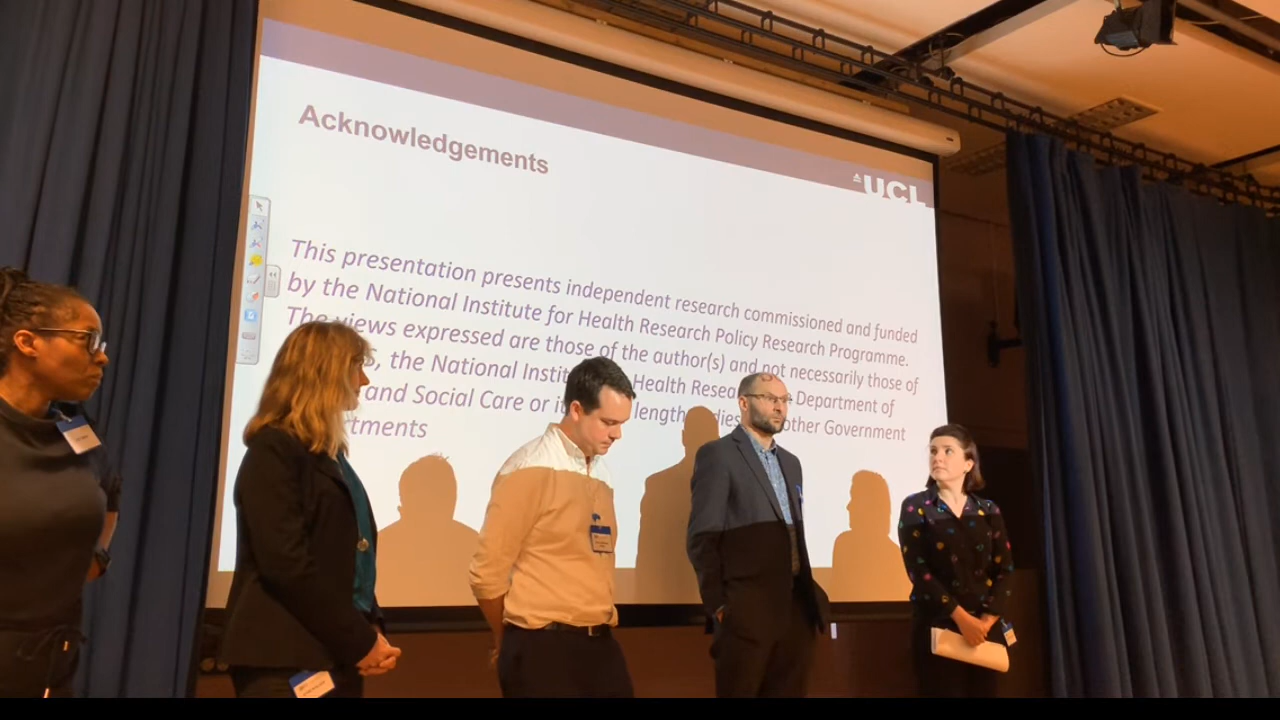 Acknowledgements
UCL
This presentation presents independent research commissioned and funded
by the National Institute for Health Research Policy Research Programme.
The views expressed are those of the author(s) and not necessarily those of
the National Health Department of
and Social Care or length other Government